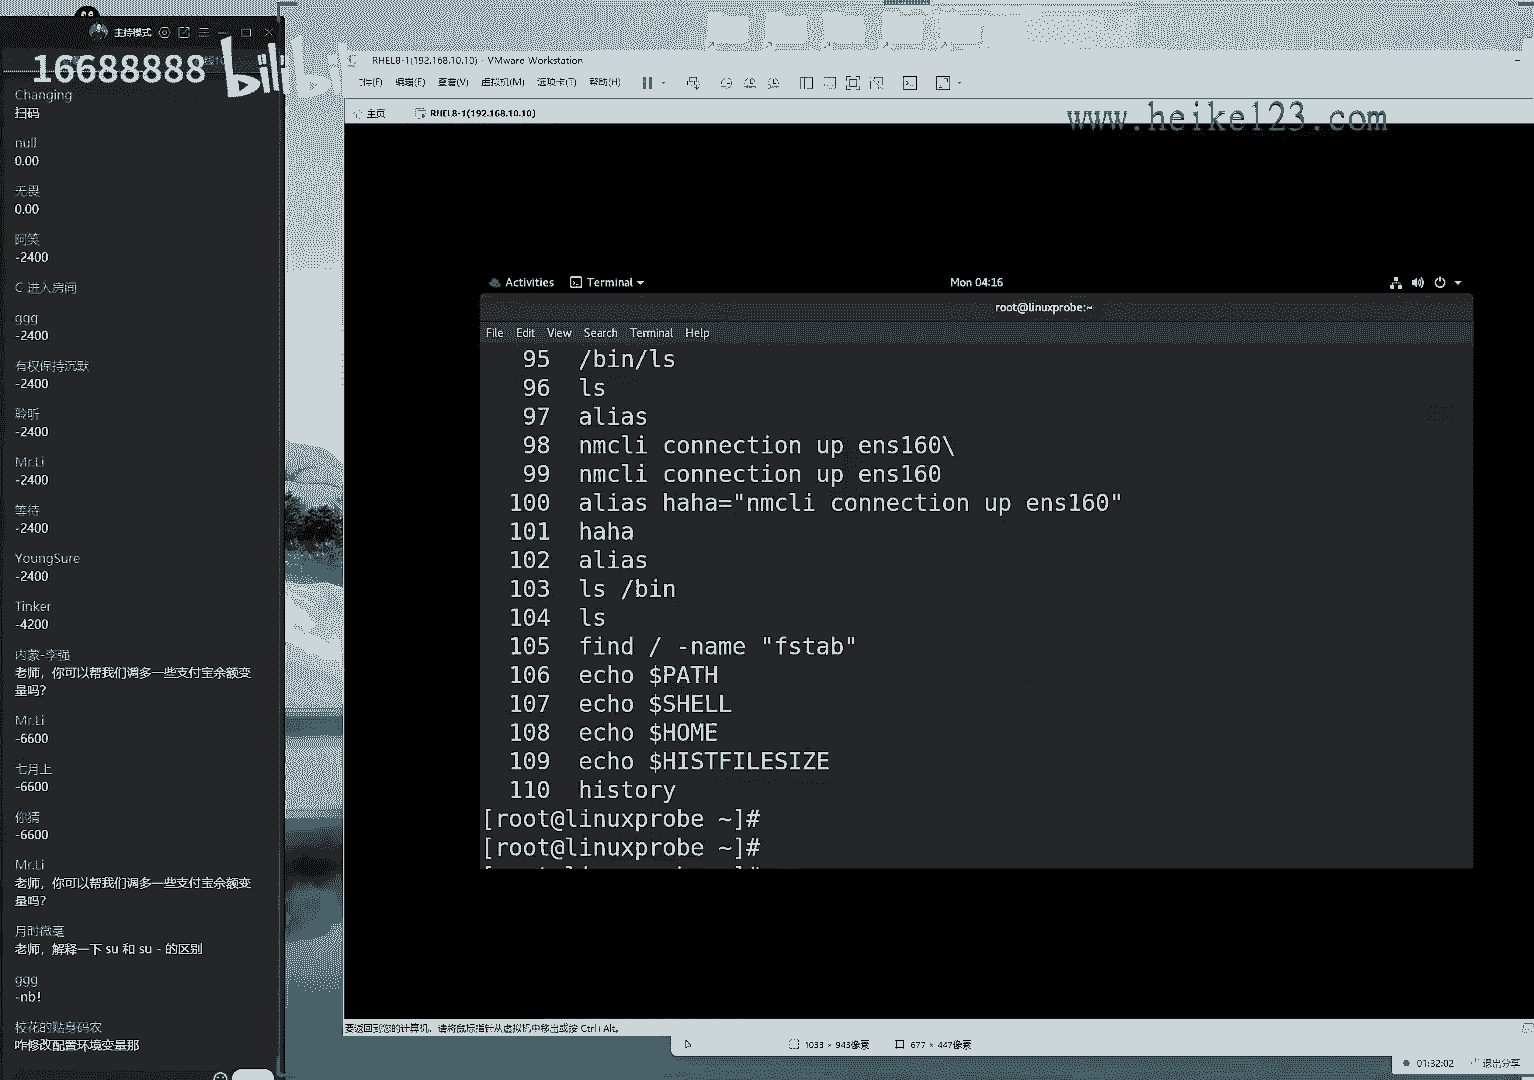 主持模式
16688888
bilibili
Changing
扫码
null
0.00
无畏
0.00
阿笑
-2400
C 进入房间
ggg
-2400
有权保持沉默
-2400
聆听
-2400
Mr.Li
-2400
等待
-2400
YoungSure
-2400
Tinker
-4200
内蒙-李强
老师，你可以帮我们调多一些支付宝余额变
量吗？
Mr.Li
-6600
七月上
-6600
你猜
-6600
Mr.Li
老师，你可以帮我们调多一些支付宝余额变
量吗？
月时微毫
老师，解释一下 su 和 su - 的区别
ggg
-nb!
校花的贴身码农
咋修改配置环境变量那
RHEL8-1(192.168.10.10) - VMware Workstation
编辑(E) 查看(V) 虚拟机(M) 选项卡(T) 帮助(H)
主页
RHEL8-1(192.168.10.10)
www.heike123.com
Activities
Terminal
Mon 04:16
root@linuxprobe:~
File Edit View Search Terminal Help
95 /bin/ls
96 ls
97 alias
98 nmcli connection up ens160\
99 nmcli connection up ens160
100 alias haha="nmcli connection up ens160"
101 haha
102 alias
103 ls /bin
104 ls
105 find / -name "fstab"
106 echo $PATH
107 echo $SHELL
108 echo $HOME
109 echo $HISTFILESIZE
110 history
[root@linuxprobe ~]#
[root@linuxprobe ~]#
要返回到您的计算机，请将鼠标指针从虚拟机中移出或按 Ctrl+Alt。
1033 × 943像素
677 × 447像素
01:32:02
退出分享